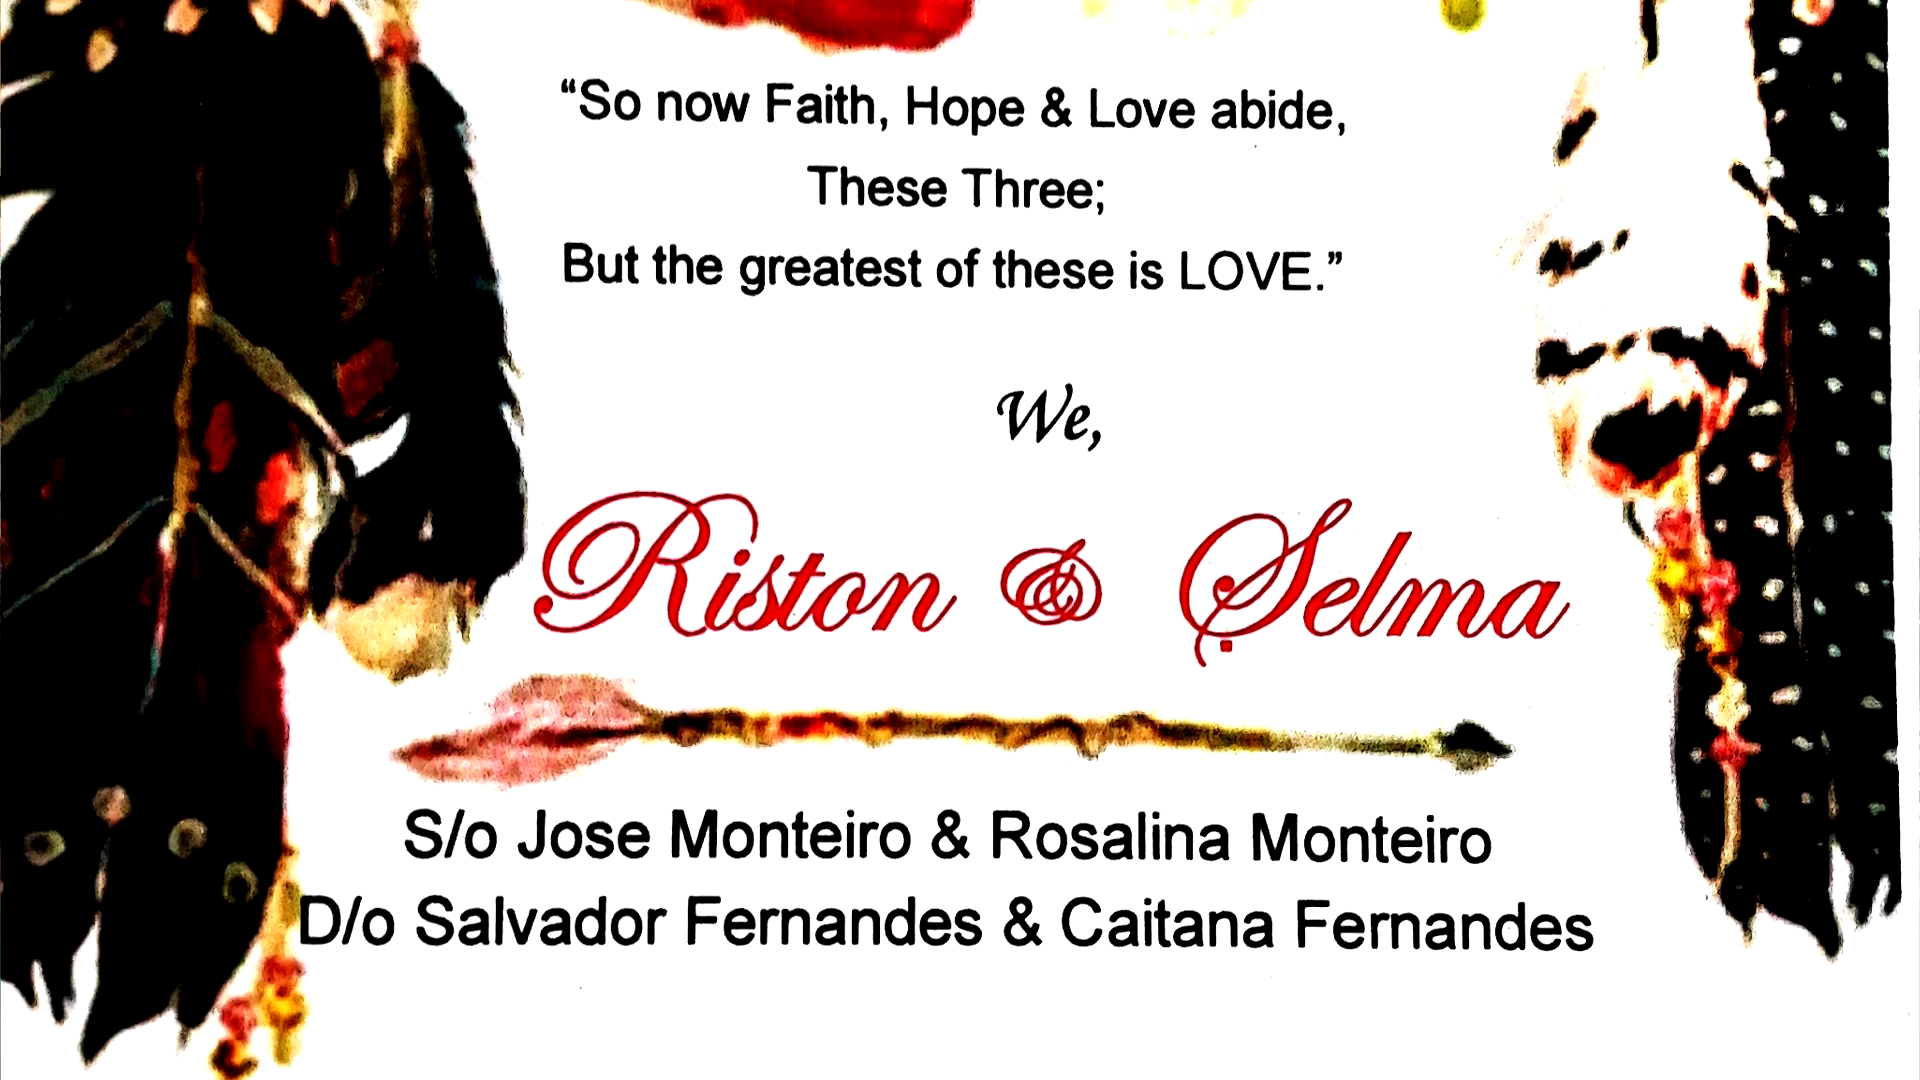 “So now Faith, Hope & Love abide,
These Three;
But the greatest of these is LOVE.”
We,
Riston & Selma
S/o Jose Monteiro & Rosalina Monteiro
D/o Salvador Fernandes & Caitana Fernandes